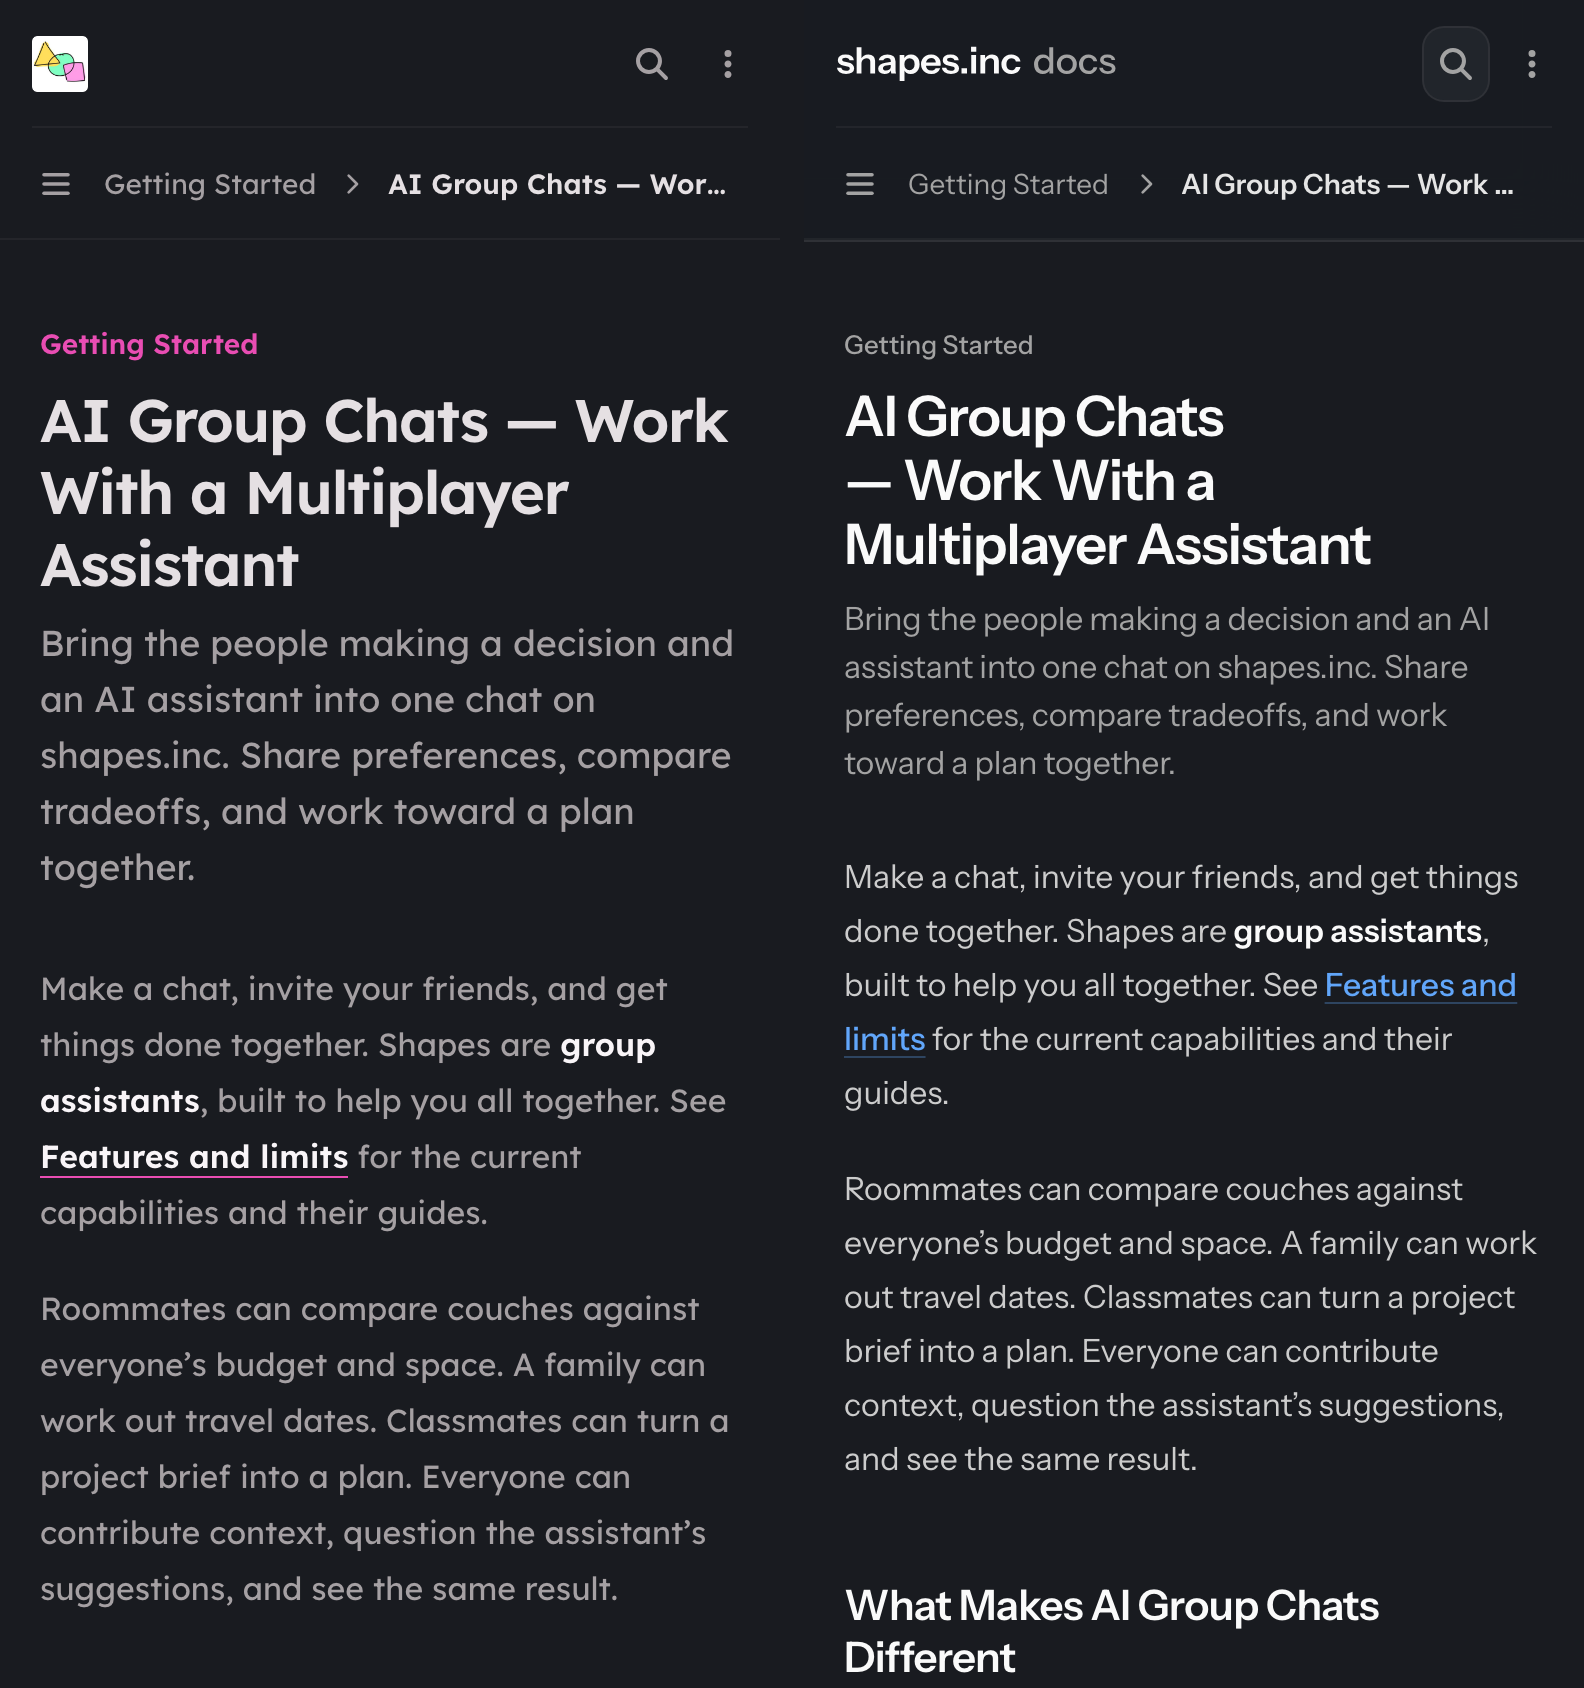 Getting Started > AI Group Chats — Wor...
Getting Started
AI Group Chats — Work
With a Multiplayer
Assistant
Bring the people making a decision and
an AI assistant into one chat on
shapes.inc. Share preferences, compare
tradeoffs, and work toward a plan
together.
Make a chat, invite your friends, and get
things done together. Shapes are group
assistants, built to help you all together. See
Features and limits for the current
capabilities and their guides.
Roommates can compare couches against
everyone’s budget and space. A family can
work out travel dates. Classmates can turn a
project brief into a plan. Everyone can
contribute context, question the assistant’s
suggestions, and see the same result.
shapes.inc docs
Getting Started > AI Group Chats — Work ...
Getting Started
AI Group Chats
— Work With a
Multiplayer Assistant
Bring the people making a decision and an AI
assistant into one chat on shapes.inc. Share
preferences, compare tradeoffs, and work
toward a plan together.
Make a chat, invite your friends, and get things
done together. Shapes are group assistants,
built to help you all together. See Features and
limits for the current capabilities and their
guides.
Roommates can compare couches against
everyone’s budget and space. A family can work
out travel dates. Classmates can turn a project
brief into a plan. Everyone can contribute
context, question the assistant’s suggestions,
and see the same result.
What Makes AI Group Chats
Different